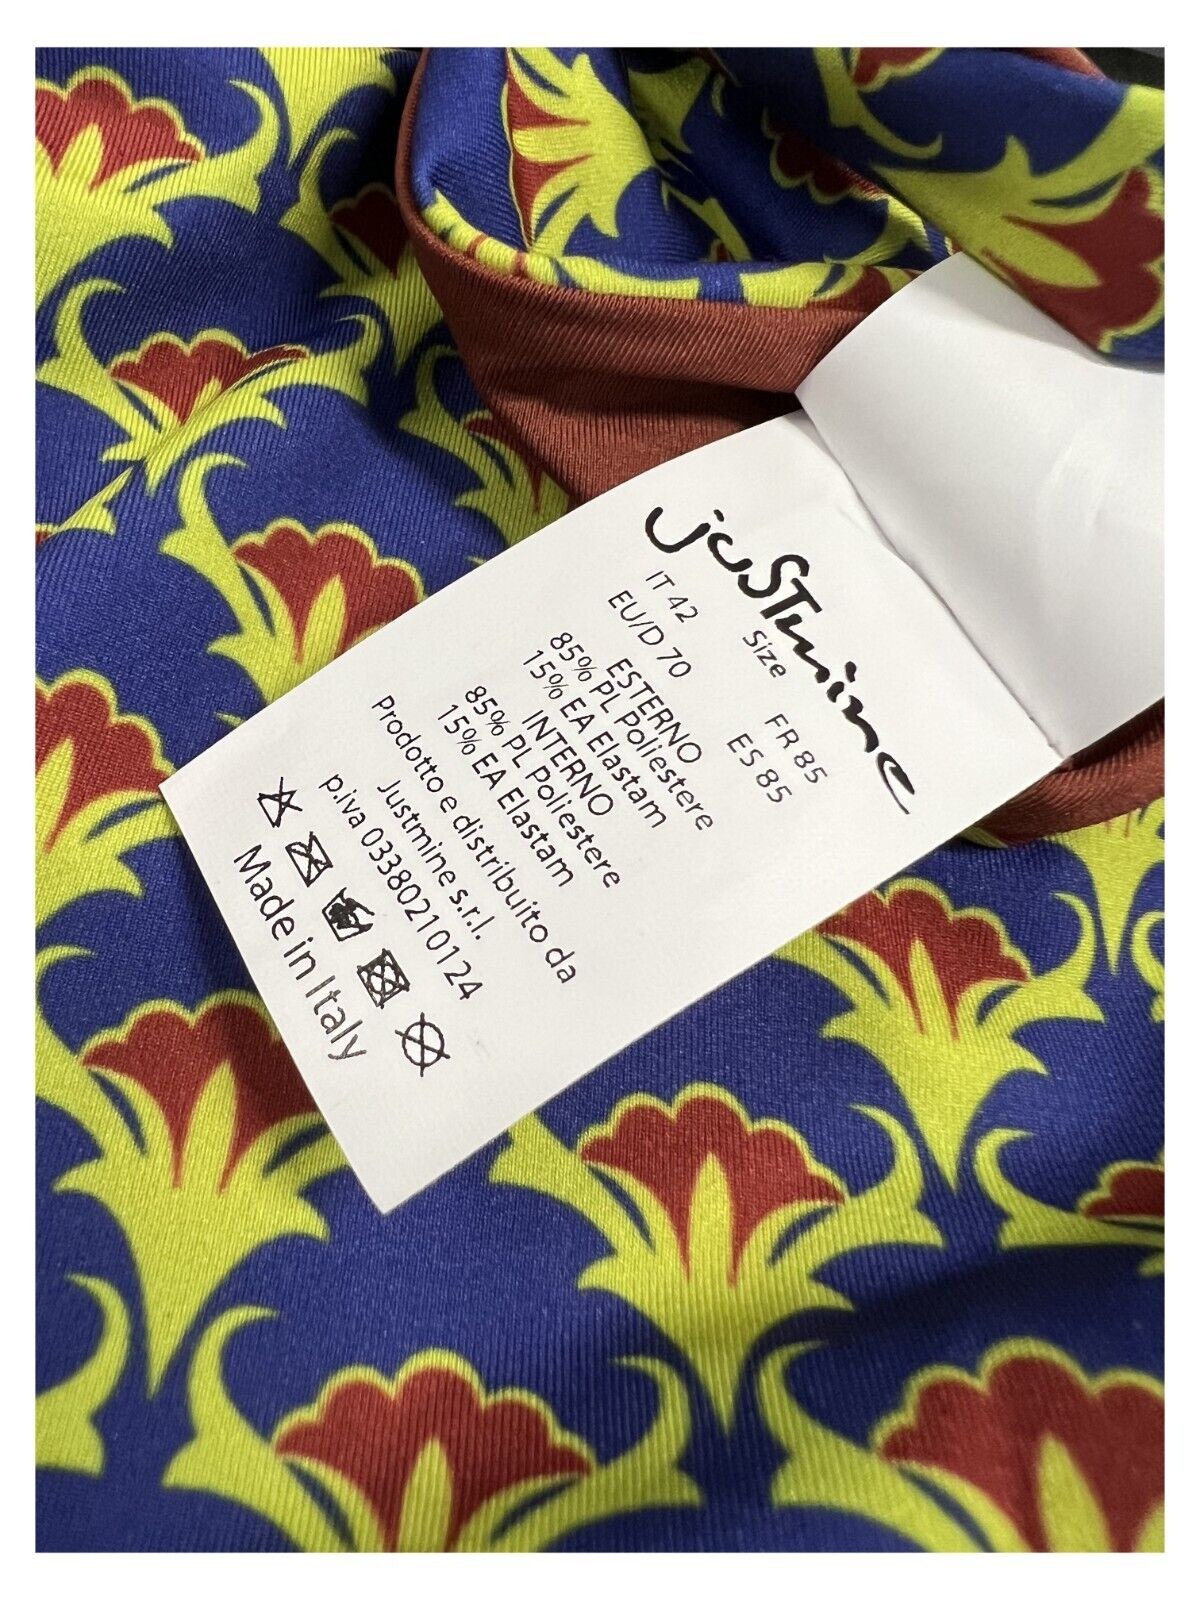 jusTmine
Size
IT 42 FR 85
EU/D 70 ES 85
ESTERNO
85% PL Poliestere
15% EA Elastam
INTERNO
85% PL Poliestere
15% EA Elastam
Prodotto e distribuito da
Justmine s.r.l.
p.iva 03380210124
Made in Italy